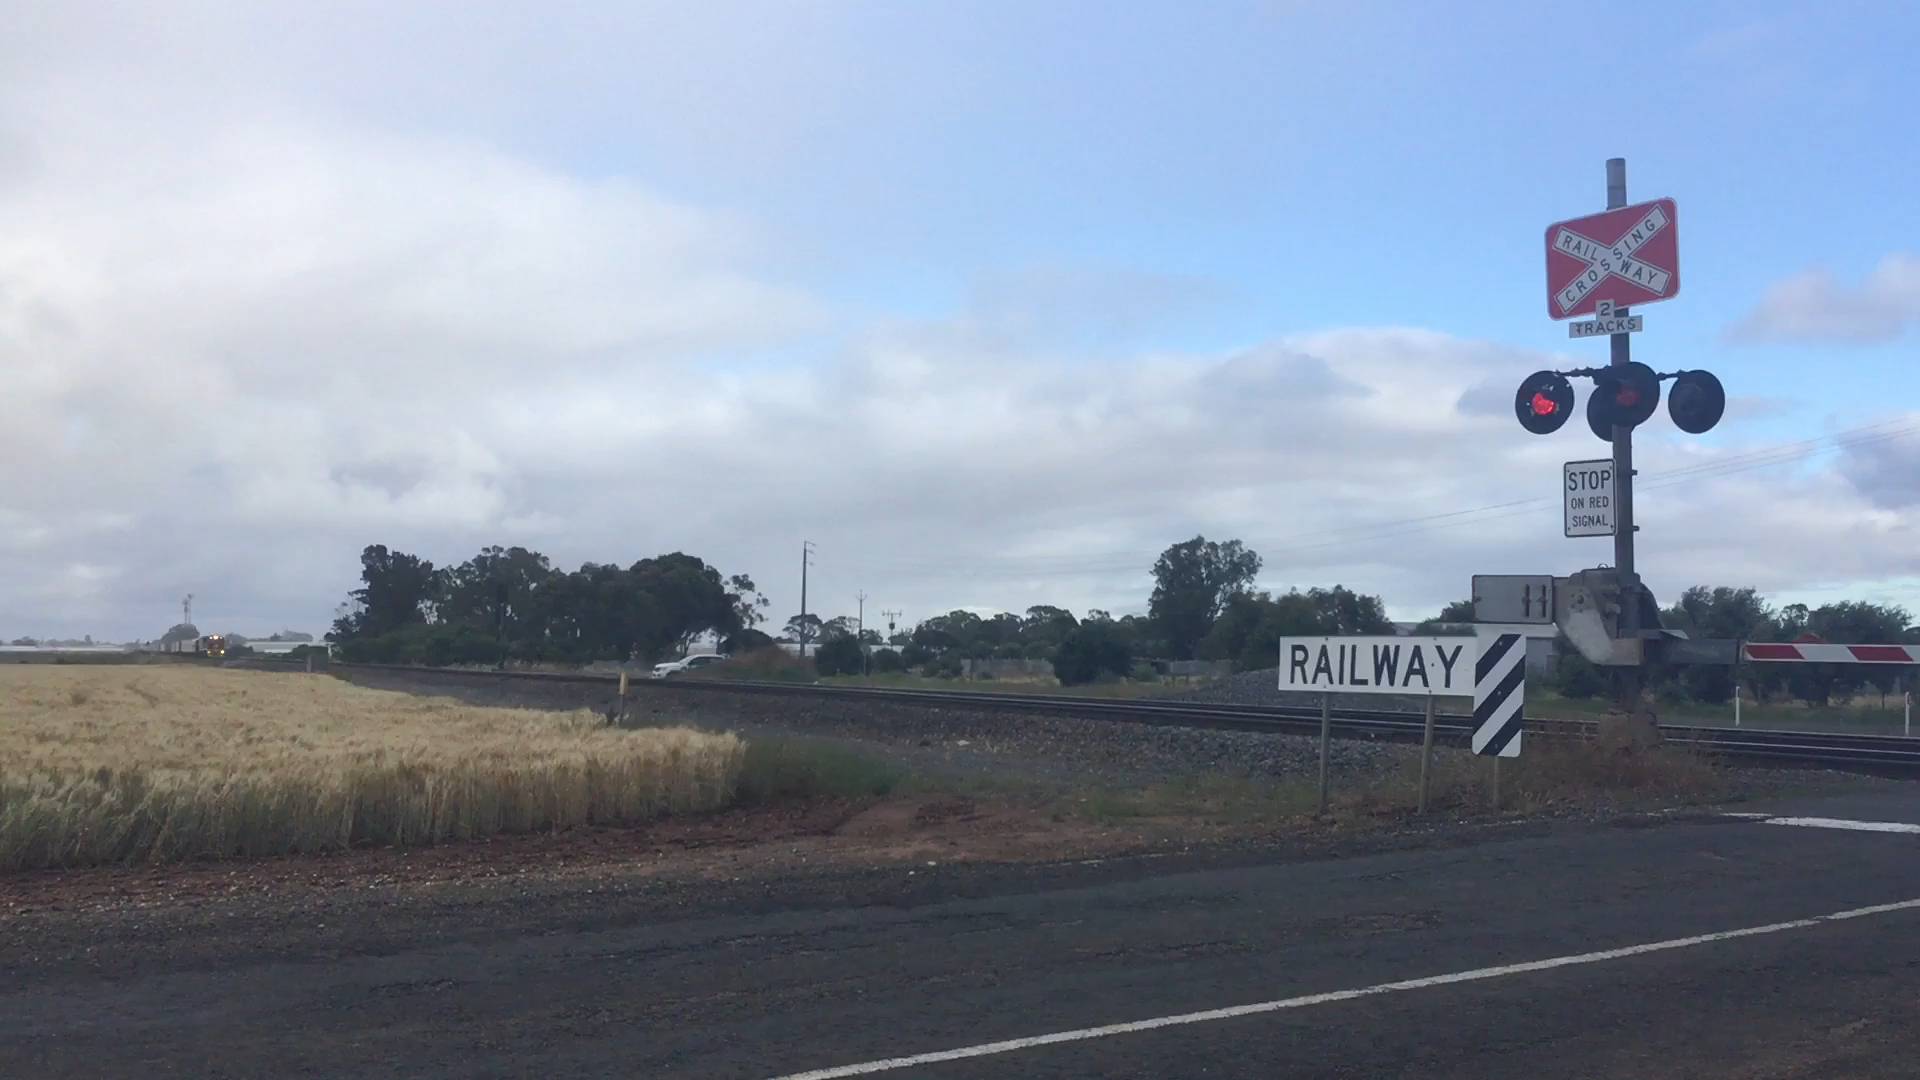 RAILWAY
CROSSING
2
TRACKS
STOP
ON RED
SIGNAL
RAILWAY